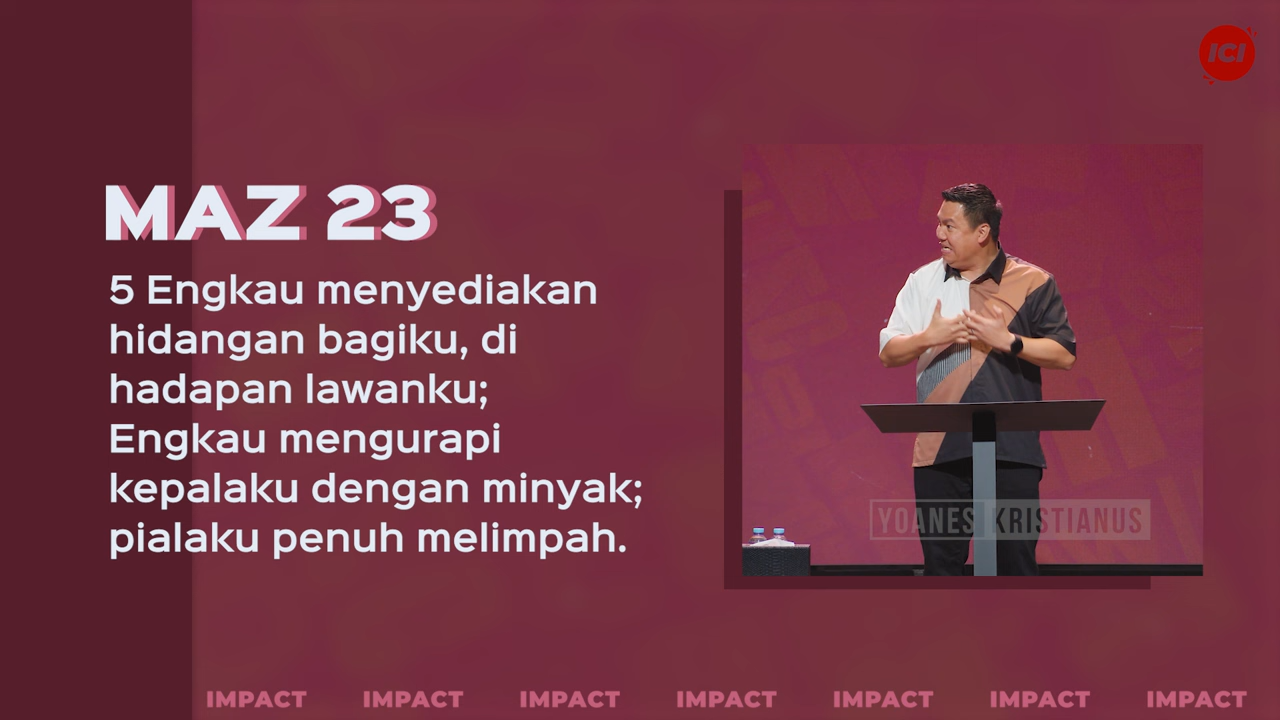 ICI
MAZ 23
5 Engkau menyediakan
hidangan bagiku, di
hadapan lawanku;
Engkau mengurapi
kepalaku dengan minyak;
pialaku penuh melimpah.
YOANES KRISTIANUS
IMPACT IMPACT IMPACT IMPACT IMPACT IMPACT IMPACT